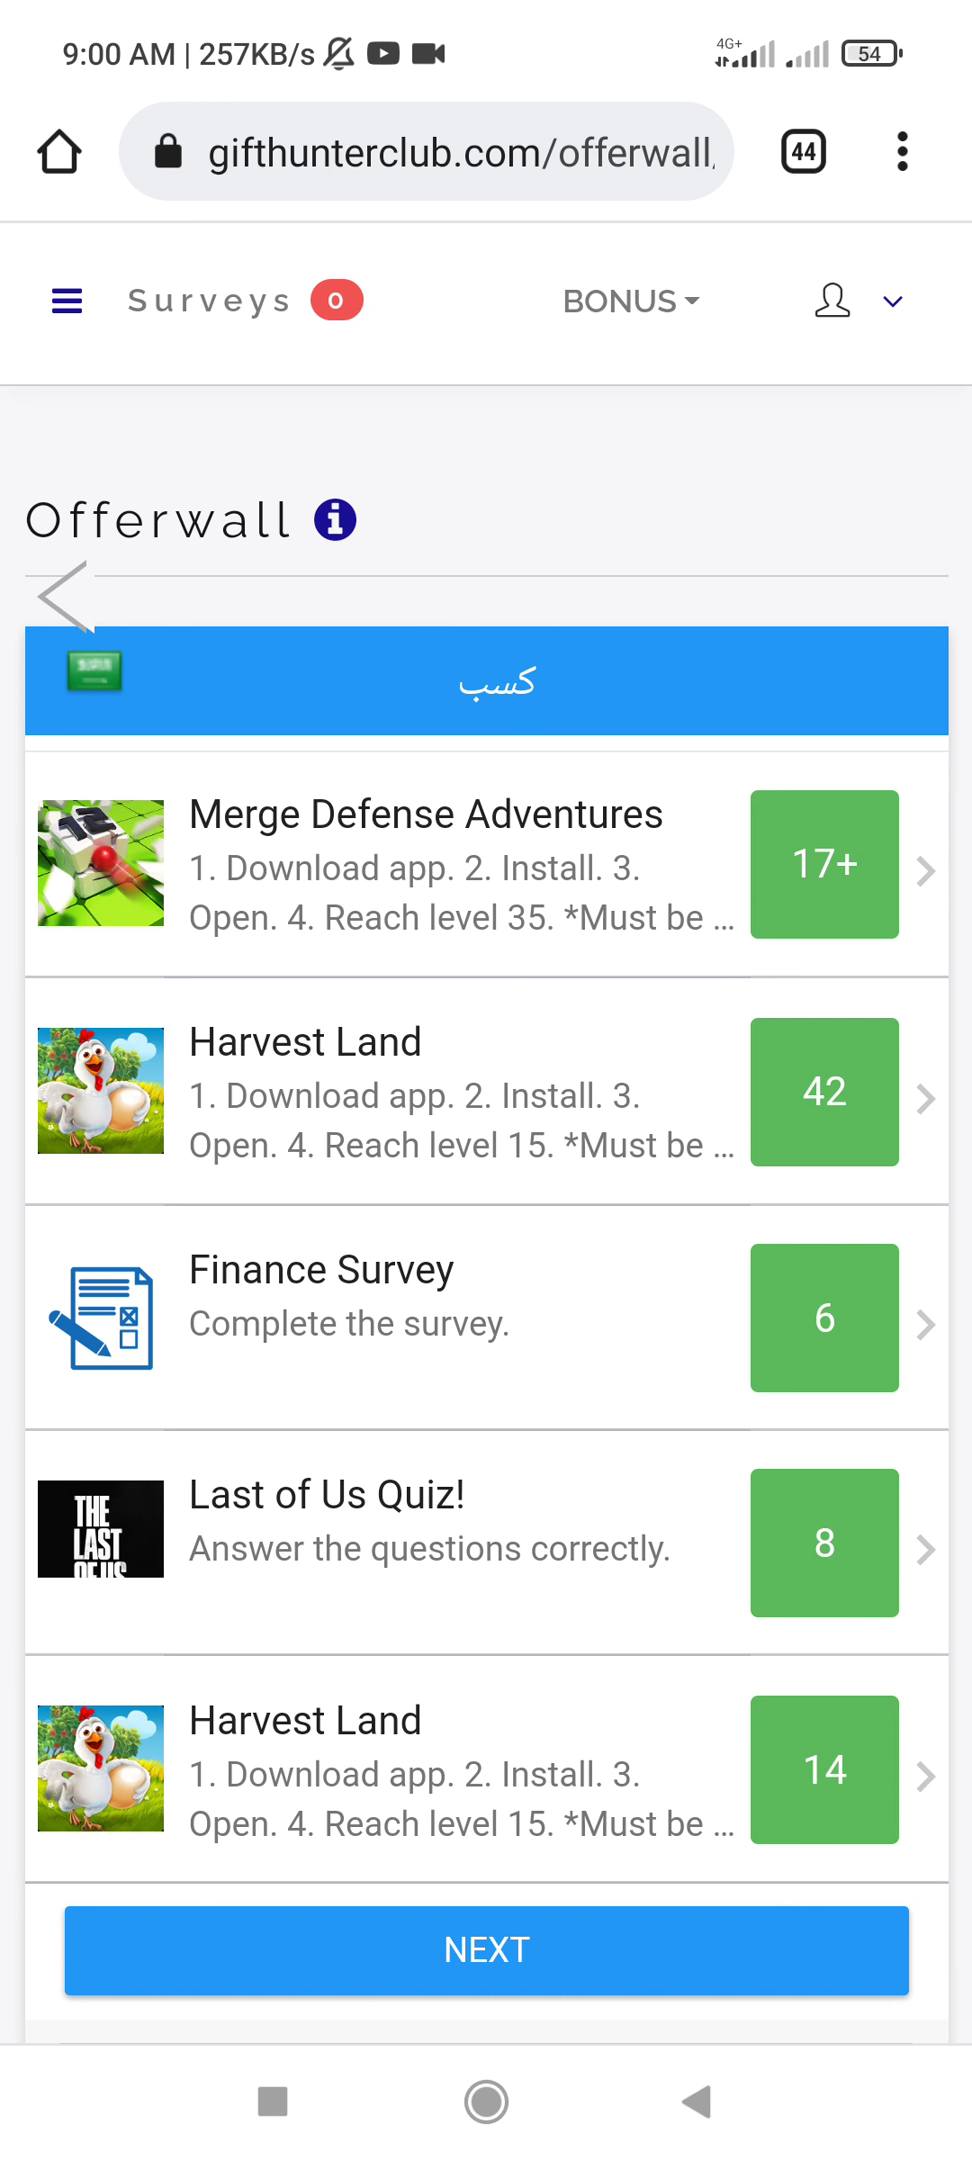 9:00 AM | 257KB/s 4G+ 54
gifthunterclub.com/offerwall/ 44
Surveys 0 BONUS
Offerwall
كسب
Merge Defense Adventures
1. Download app. 2. Install. 3.
Open. 4. Reach level 35. *Must be ...
17+
Harvest Land
1. Download app. 2. Install. 3.
Open. 4. Reach level 15. *Must be ...
42
Finance Survey
Complete the survey.
6
THE
LAST
OF US
Last of Us Quiz!
Answer the questions correctly.
8
Harvest Land
1. Download app. 2. Install. 3.
Open. 4. Reach level 15. *Must be ...
14
NEXT